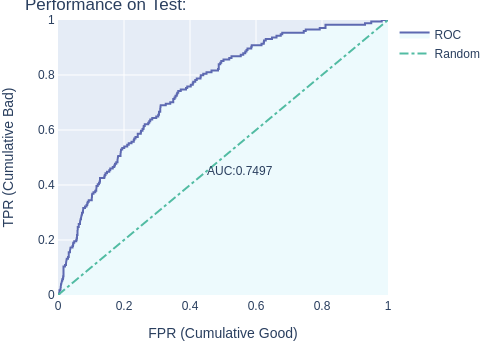 Performance on Test:
ROC
Random
1
0.8
0.6
0.4
0.2
0
TPR (Cumulative Bad)
AUC:0.7497
0
0.2
0.4
0.6
0.8
1
FPR (Cumulative Good)